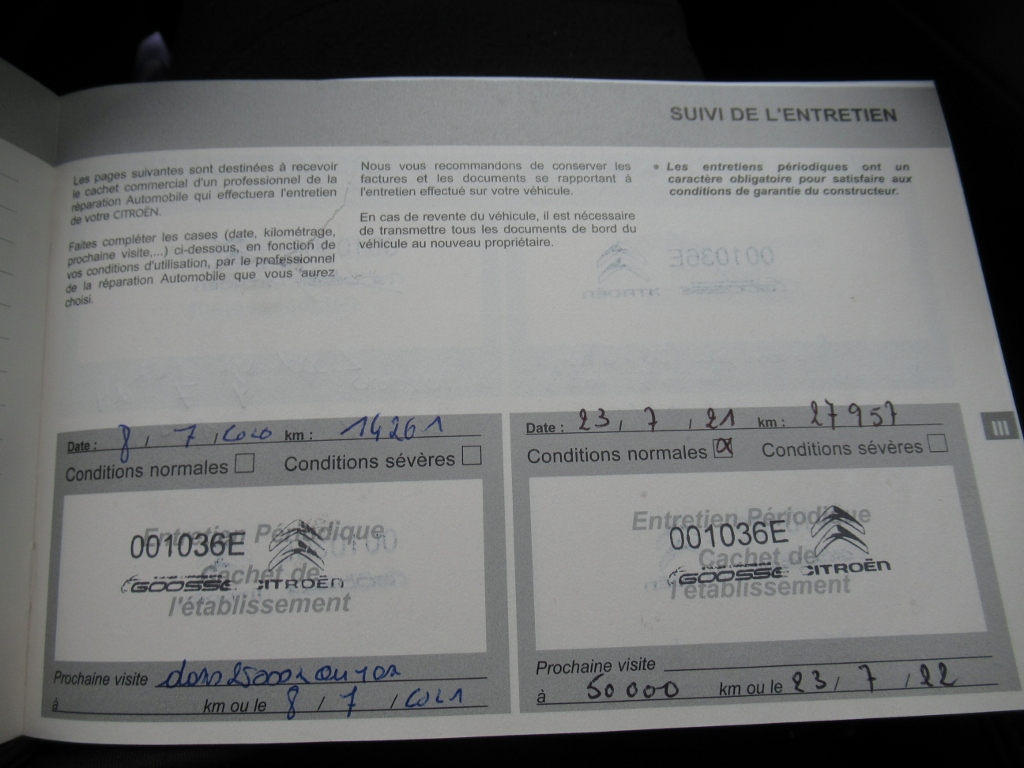 SUIVI DE L'ENTRETIEN
Les pages suivantes sont destinées à recevoir
le cachet commercial d'un professionnel de la
réparation Automobile qui effectuera l'entretien
de votre CITROËN.
Faites compléter les cases (date, kilométrage,
prochaine visite,...) ci-dessous, en fonction de
vos conditions d'utilisation, par le professionnel
de la réparation Automobile que vous aurez
choisi.
Nous vous recommandons de conserver les
factures et les documents se rapportant à
l'entretien effectué sur votre véhicule.
En cas de revente du véhicule, il est nécessaire
de transmettre tous les documents de bord du
véhicule au nouveau propriétaire.
• Les entretiens périodiques ont un
caractère obligatoire pour satisfaire aux
conditions de garantie du constructeur.
III
Date : 8 / 7 / 2020 km : 14261
Conditions normales Conditions sévères
Entretien Périodique
001036E
Cachet de
GOOSSE CITROËN
l'établissement
Prochaine visite dans 25000 ou 1 an
à km ou le 8 / 7 / 2021
Date : 23 / 7 / 21 km : 27957
Conditions normales Conditions sévères
Entretien Périodique
001036E
Cachet de
GOOSSE CITROËN
l'établissement
Prochaine visite
à 50000 km ou le 23 / 7 / 22